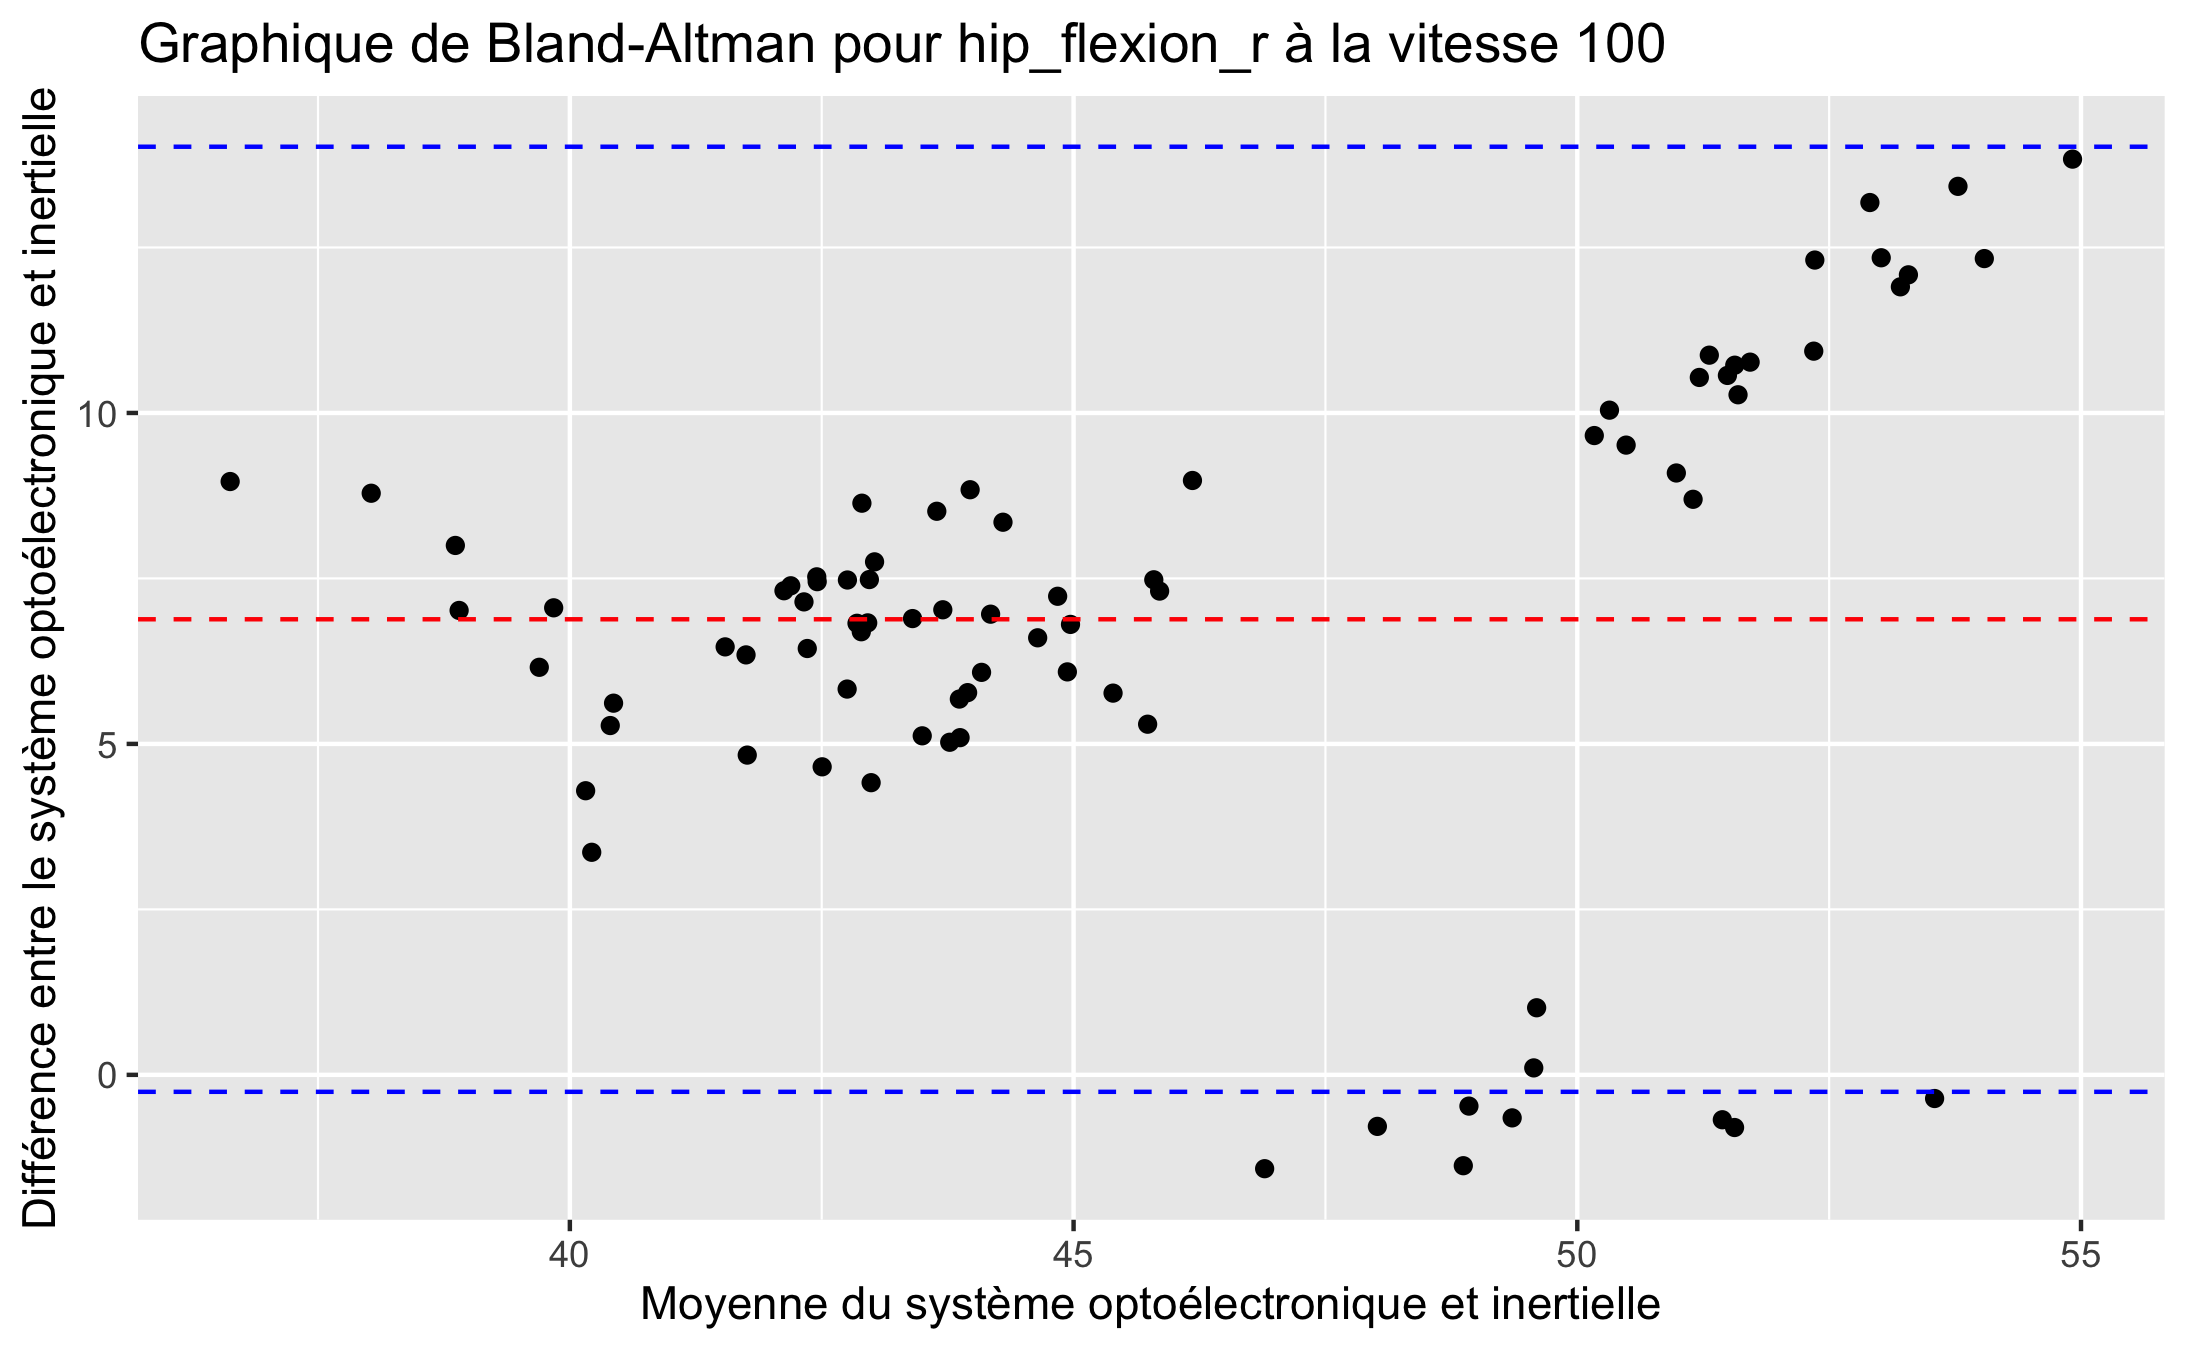 Graphique de Bland-Altman pour hip_flexion_r à la vitesse 100
Différence entre le système optoélectronique et inertielle
10
5
0
40
45
50
55
Moyenne du système optoélectronique et inertielle